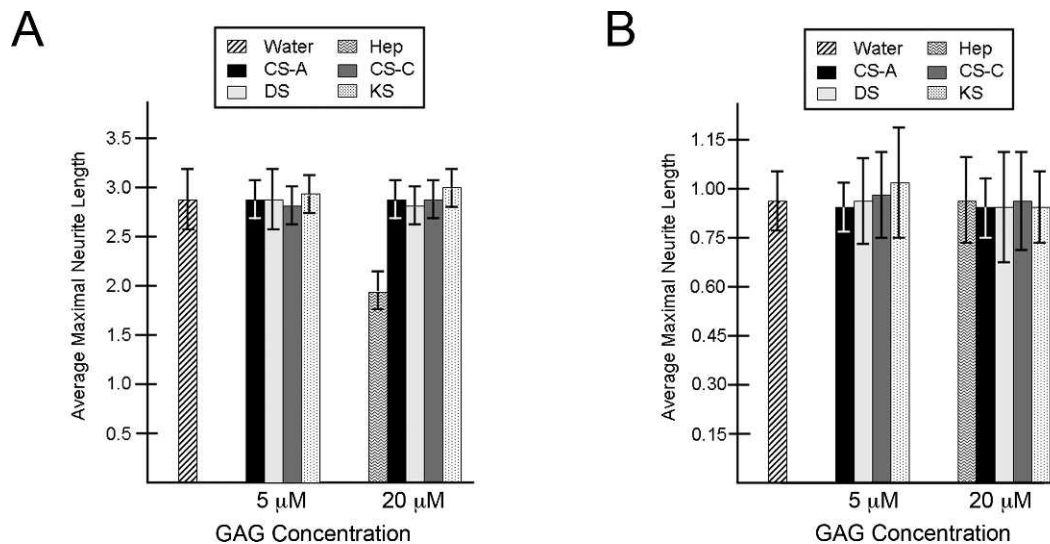 A
Water Hep
CS-A CS-C
DS KS
Average Maximal Neurite Length
3.5
3.0
2.5
2.0
1.5
1.0
0.5
5 μM 20 μM
GAG Concentration
B
Water Hep
CS-A CS-C
DS KS
Average Maximal Neurite Length
1.15
1.00
0.75
0.60
0.45
0.30
0.15
5 μM 20 μM
GAG Concentration